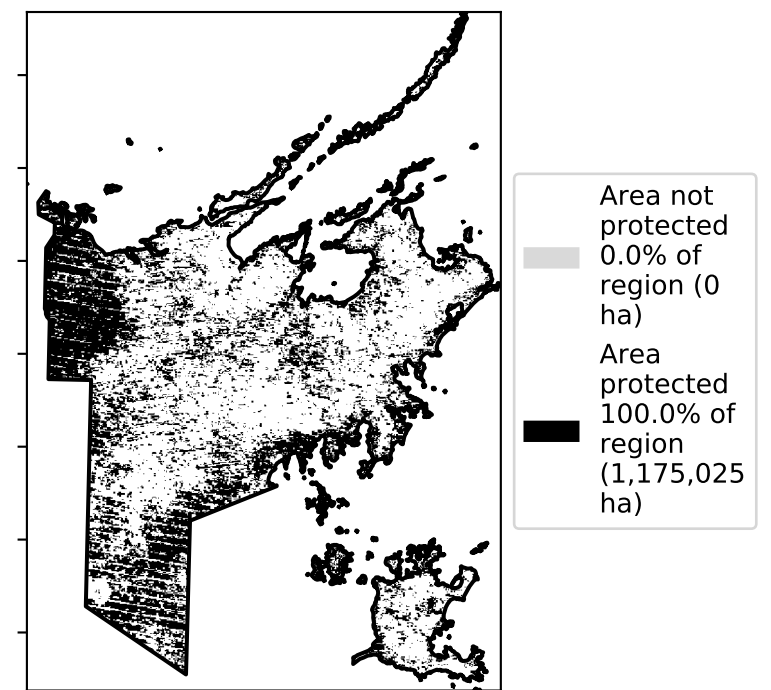 Area not
protected
0.0% of
region (0
ha)
Area
protected
100.0% of
region
(1,175,025
ha)